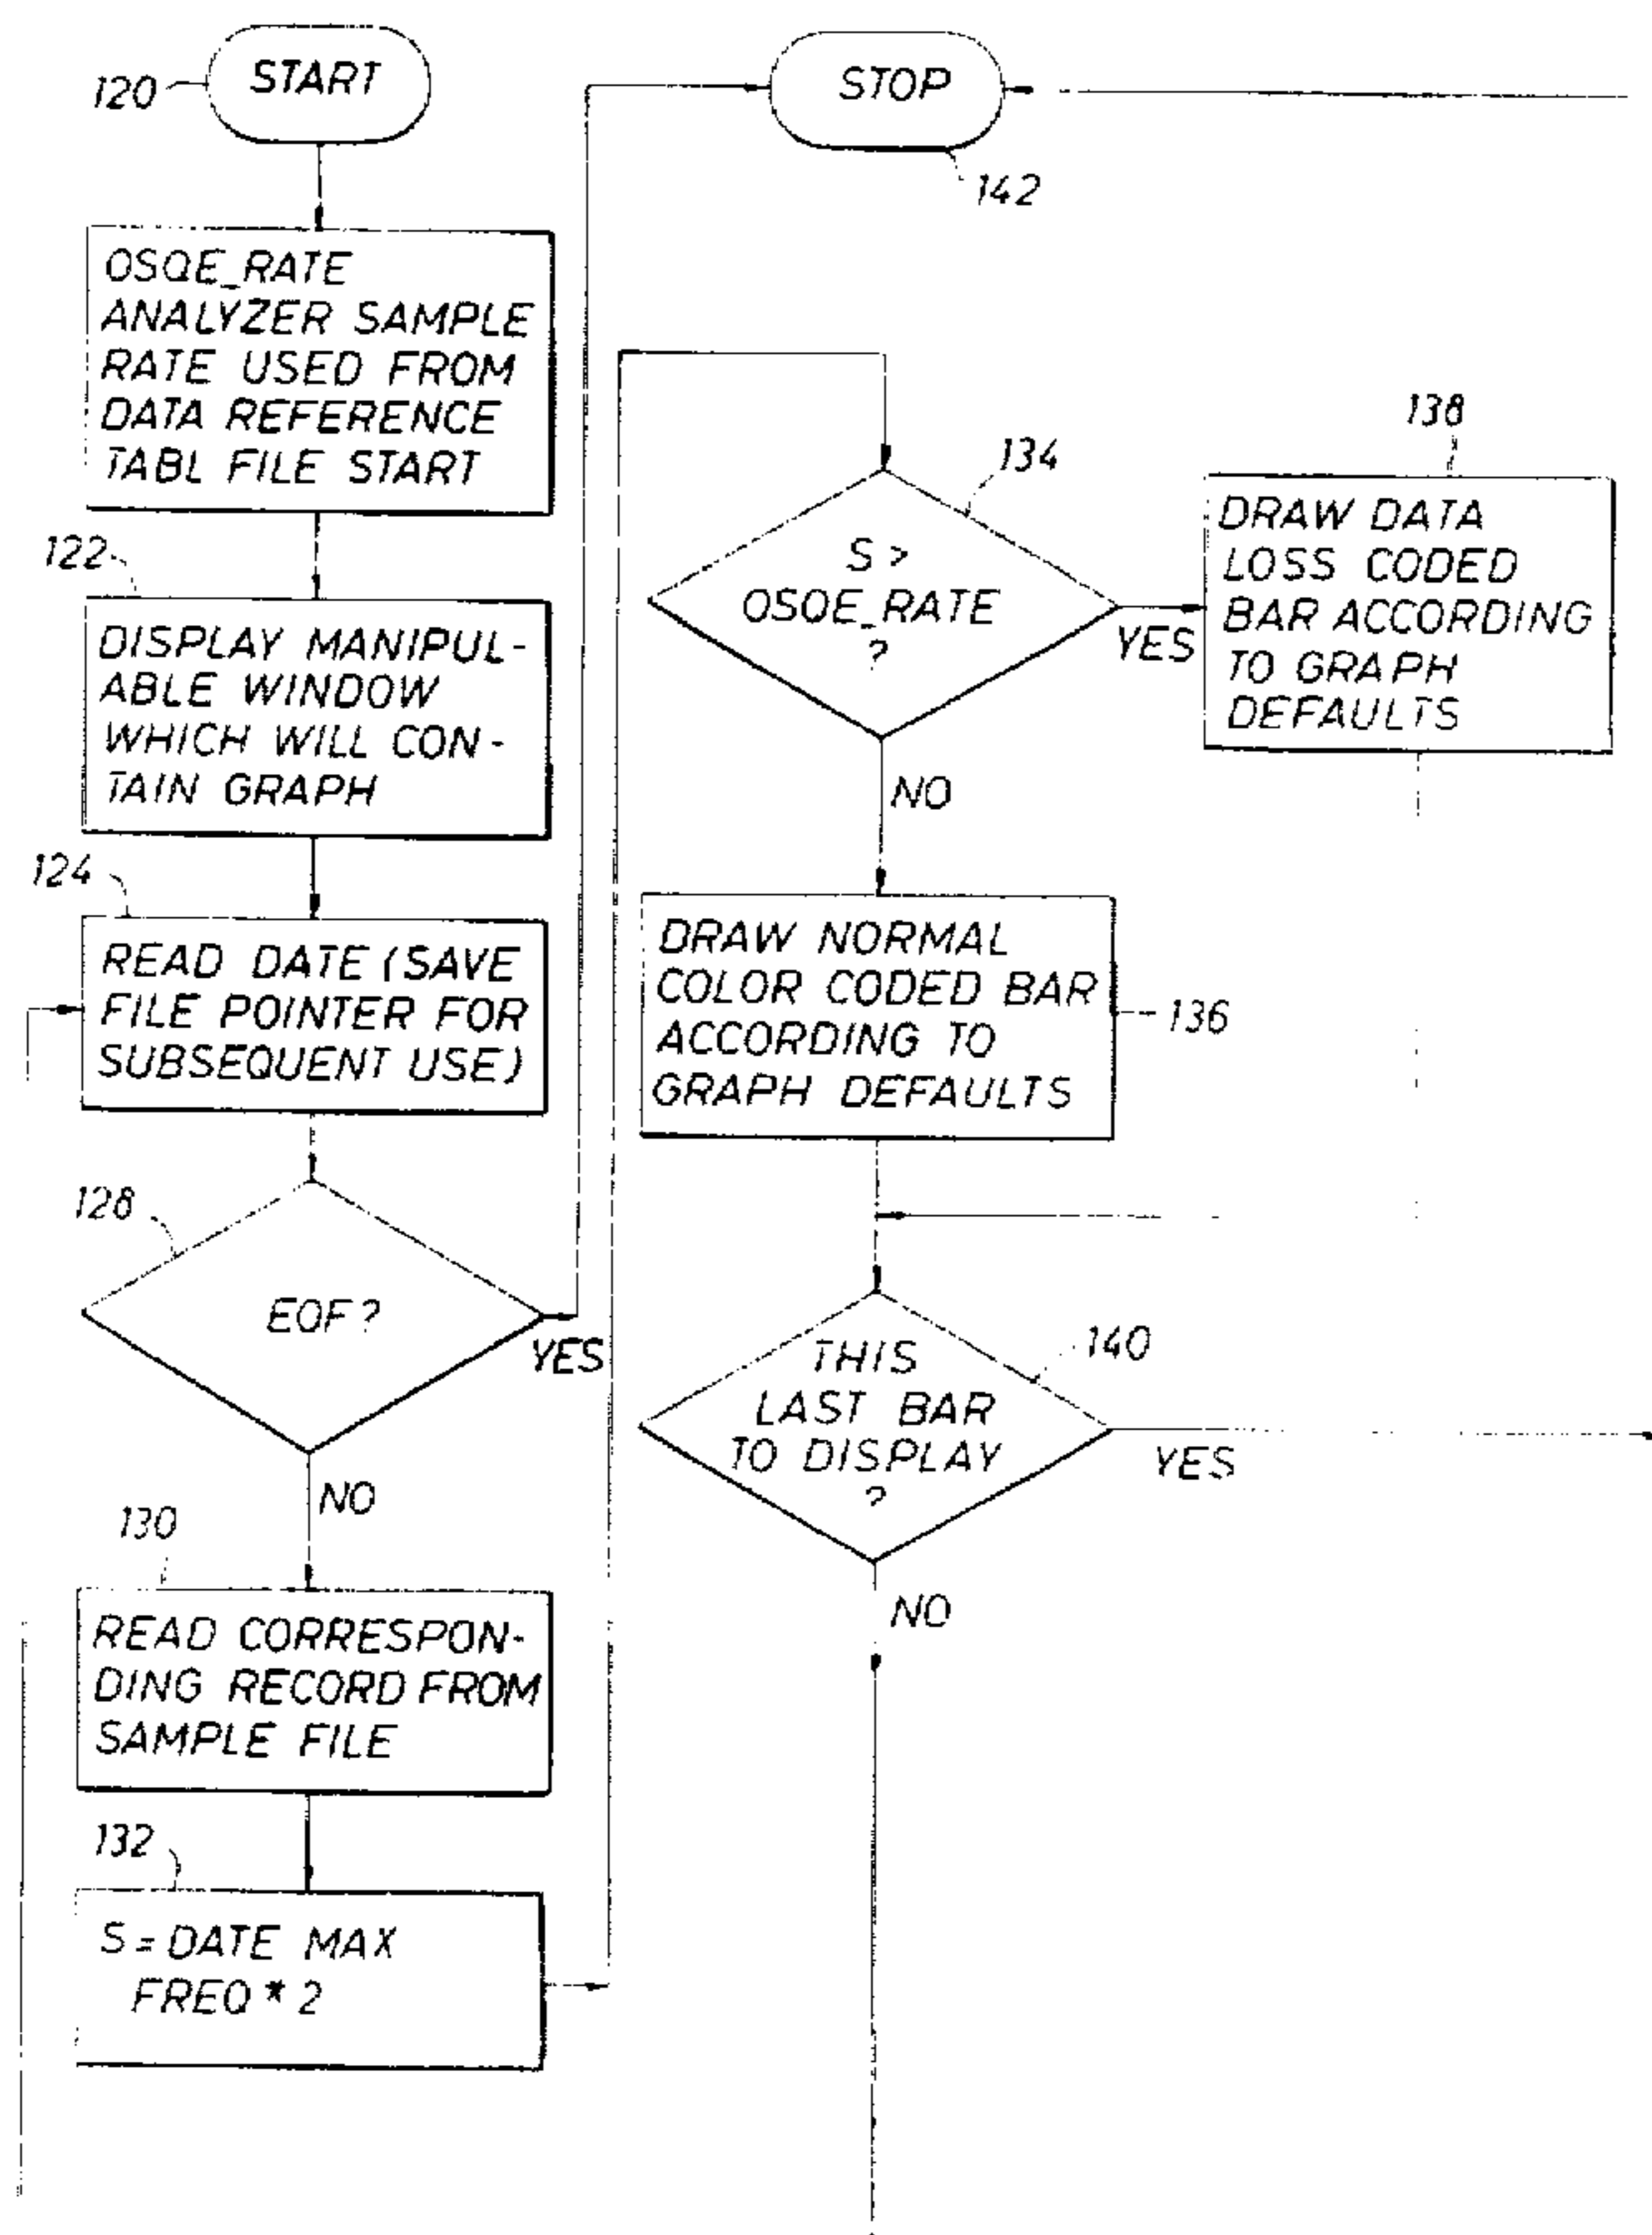 120
START
OSQE_RATE
ANALYZER SAMPLE
RATE USED FROM
DATA REFERENCE
TABL FILE START
122
DISPLAY MANIPUL-
ABLE WINDOW
WHICH WILL CON-
TAIN GRAPH
124
READ DATE (SAVE
FILE POINTER FOR
SUBSEQUENT USE)
128
EOF?
YES
NO
130
READ CORRESPON-
DING RECORD FROM
SAMPLE FILE
132
S=DATE MAX
FREQ * 2
STOP
142
134
S >
OSQE_RATE
?
YES
NO
138
DRAW DATA
LOSS CODED
BAR ACCORDING
TO GRAPH
DEFAULTS
DRAW NORMAL
COLOR CODED BAR
ACCORDING TO
GRAPH DEFAULTS
136
140
THIS
LAST BAR
TO DISPLAY
?
YES
NO